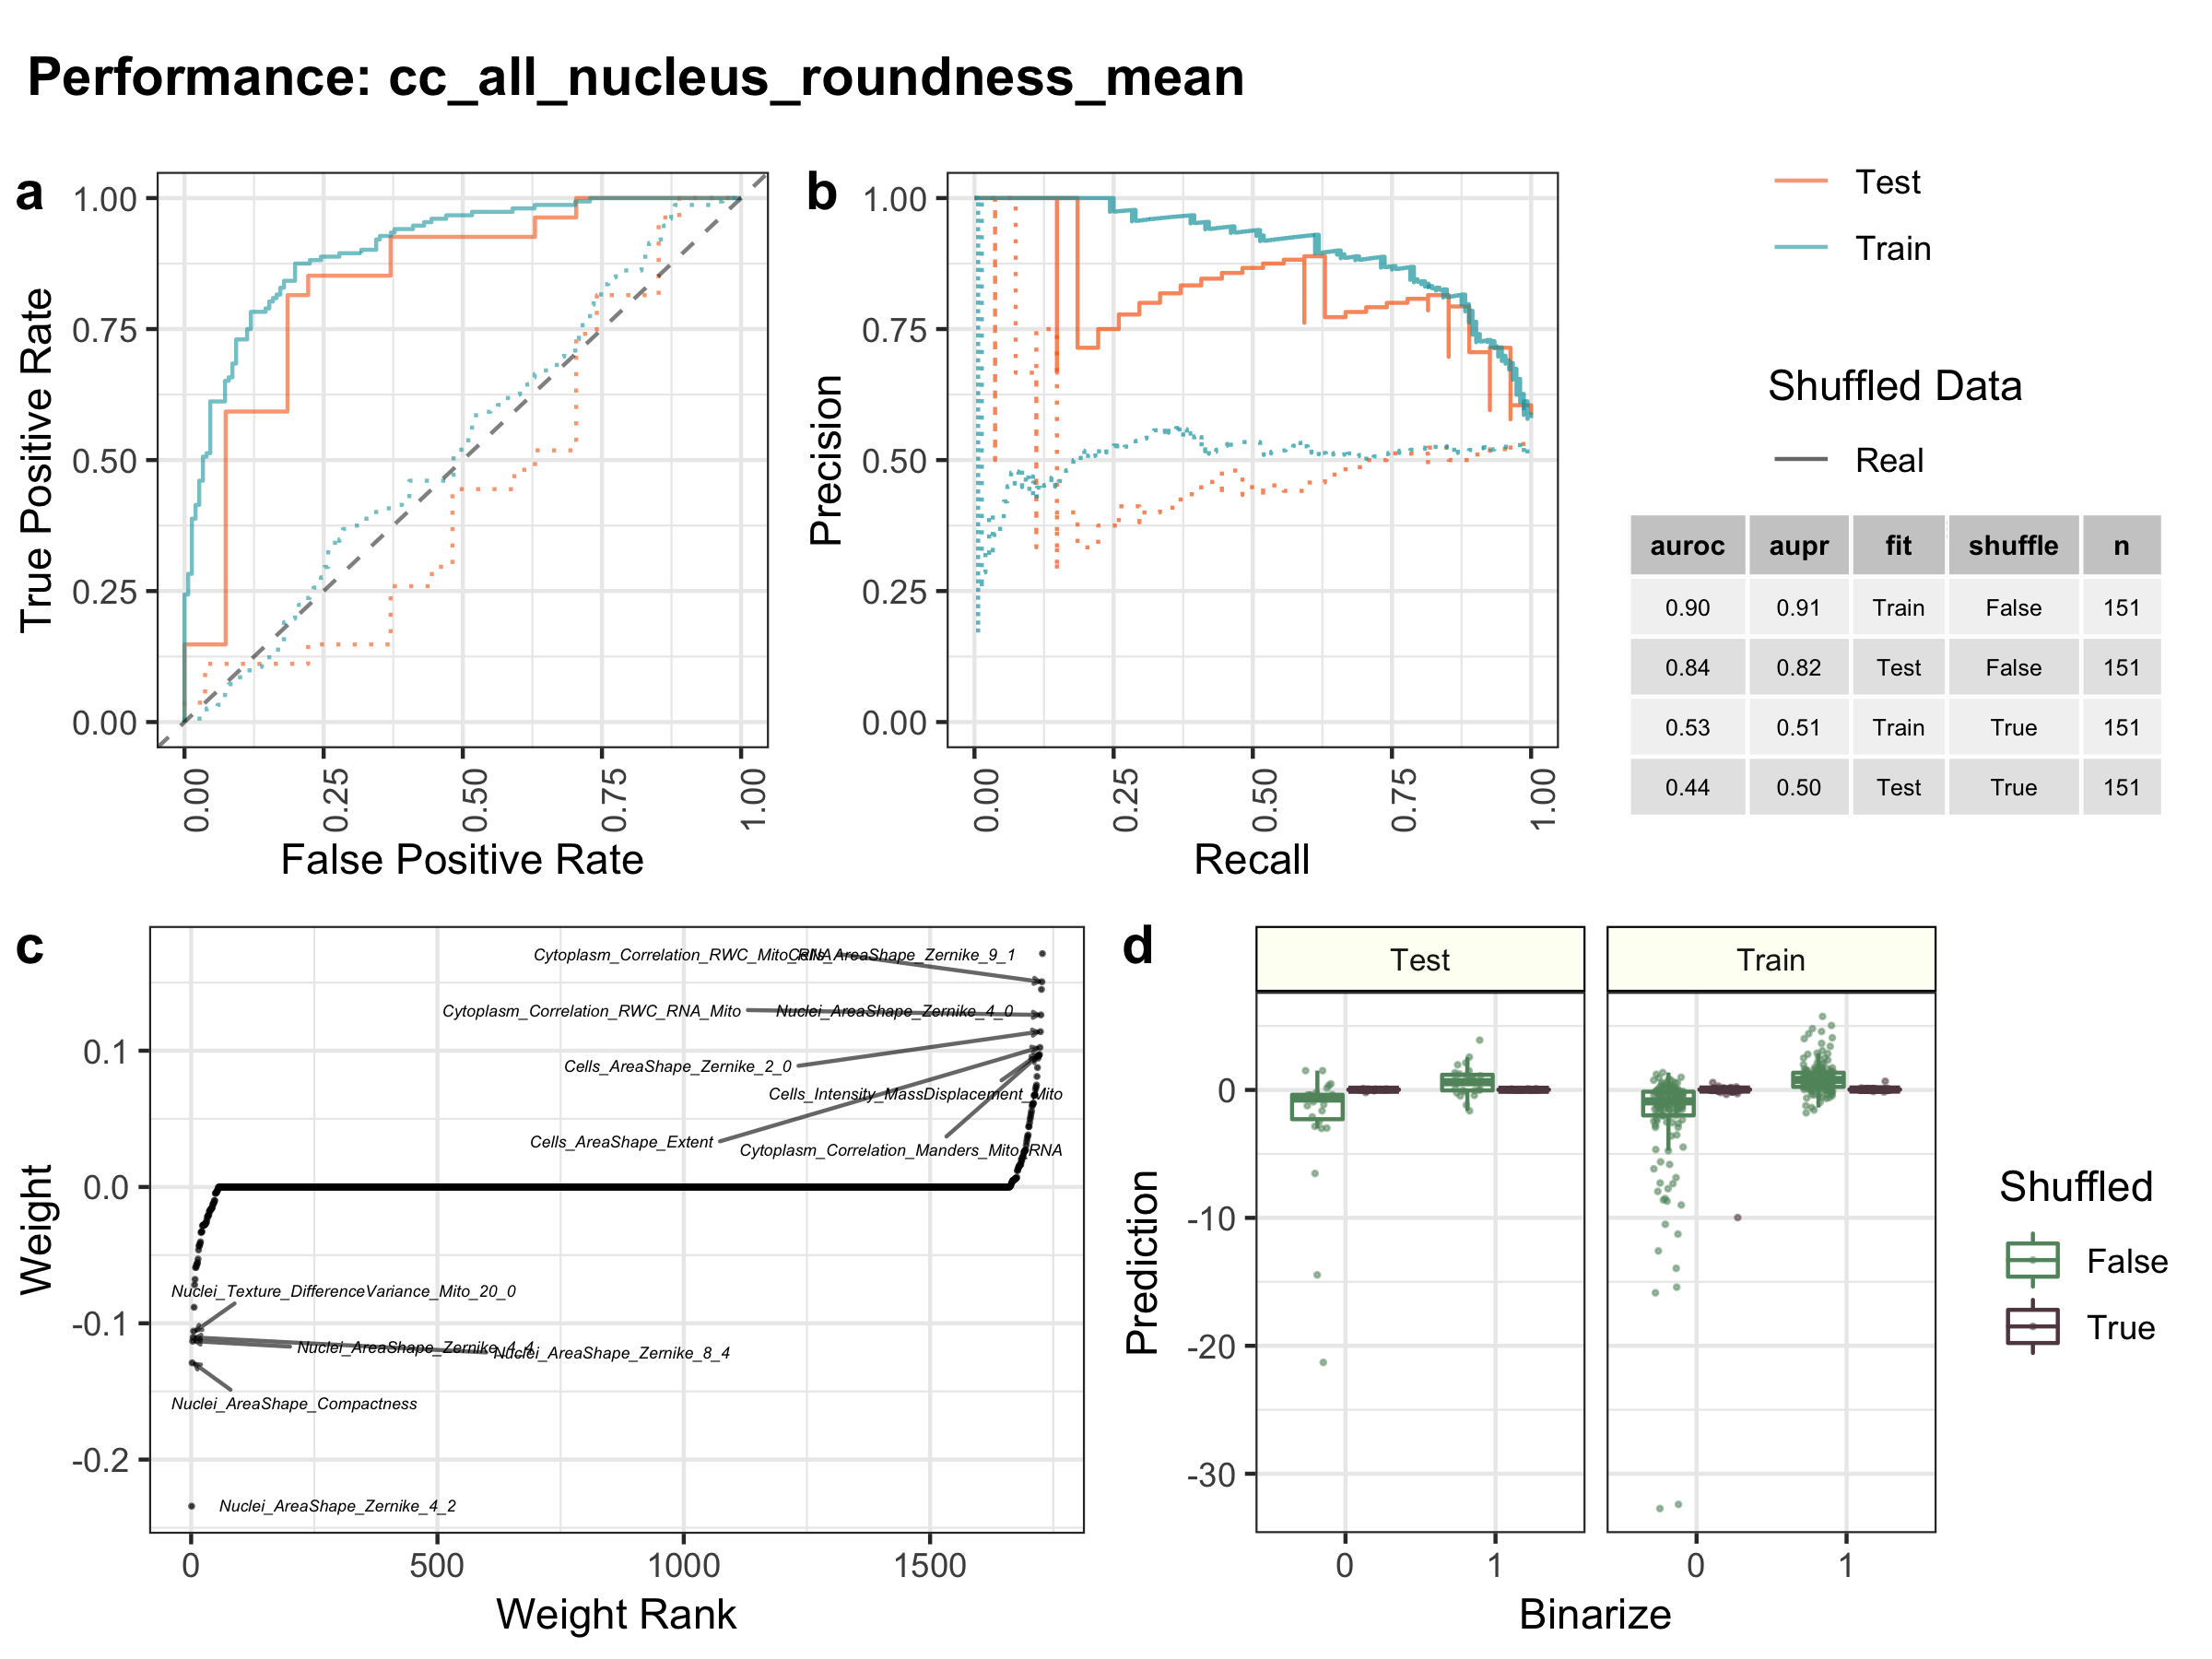 Performance: cc_all_nucleus_roundness_mean
a
1.00
0.75
0.50
0.25
0.00
True Positive Rate
0.00
0.25
0.50
0.75
1.00
False Positive Rate
b
1.00
0.75
0.50
0.25
0.00
Precision
0.00
0.25
0.50
0.75
1.00
Recall
Test
Train
Shuffled Data
Real
auroc aupr fit shuffle n
0.90 0.91 Train False 151
0.84 0.82 Test False 151
0.53 0.51 Train True 151
0.44 0.50 Test True 151
c
0.1
0.0
-0.1
-0.2
Weight
Cytoplasm_Correlation_RWC_Mito_RNA
Cells_AreaShape_Zernike_9_1
Cytoplasm_Correlation_RWC_RNA_Mito
Nuclei_AreaShape_Zernike_4_0
Cells_AreaShape_Zernike_2_0
Cells_Intensity_MassDisplacement_Mito
Cells_AreaShape_Extent
Cytoplasm_Correlation_Manders_Mito_RNA
Nuclei_Texture_DifferenceVariance_Mito_20_0
Nuclei_AreaShape_Zernike_4_4
Nuclei_AreaShape_Zernike_8_4
Nuclei_AreaShape_Compactness
Nuclei_AreaShape_Zernike_4_2
0
500
1000
1500
Weight Rank
d
Test
Train
0
-10
-20
-30
Prediction
0
1
0
1
Binarize
Shuffled
False
True